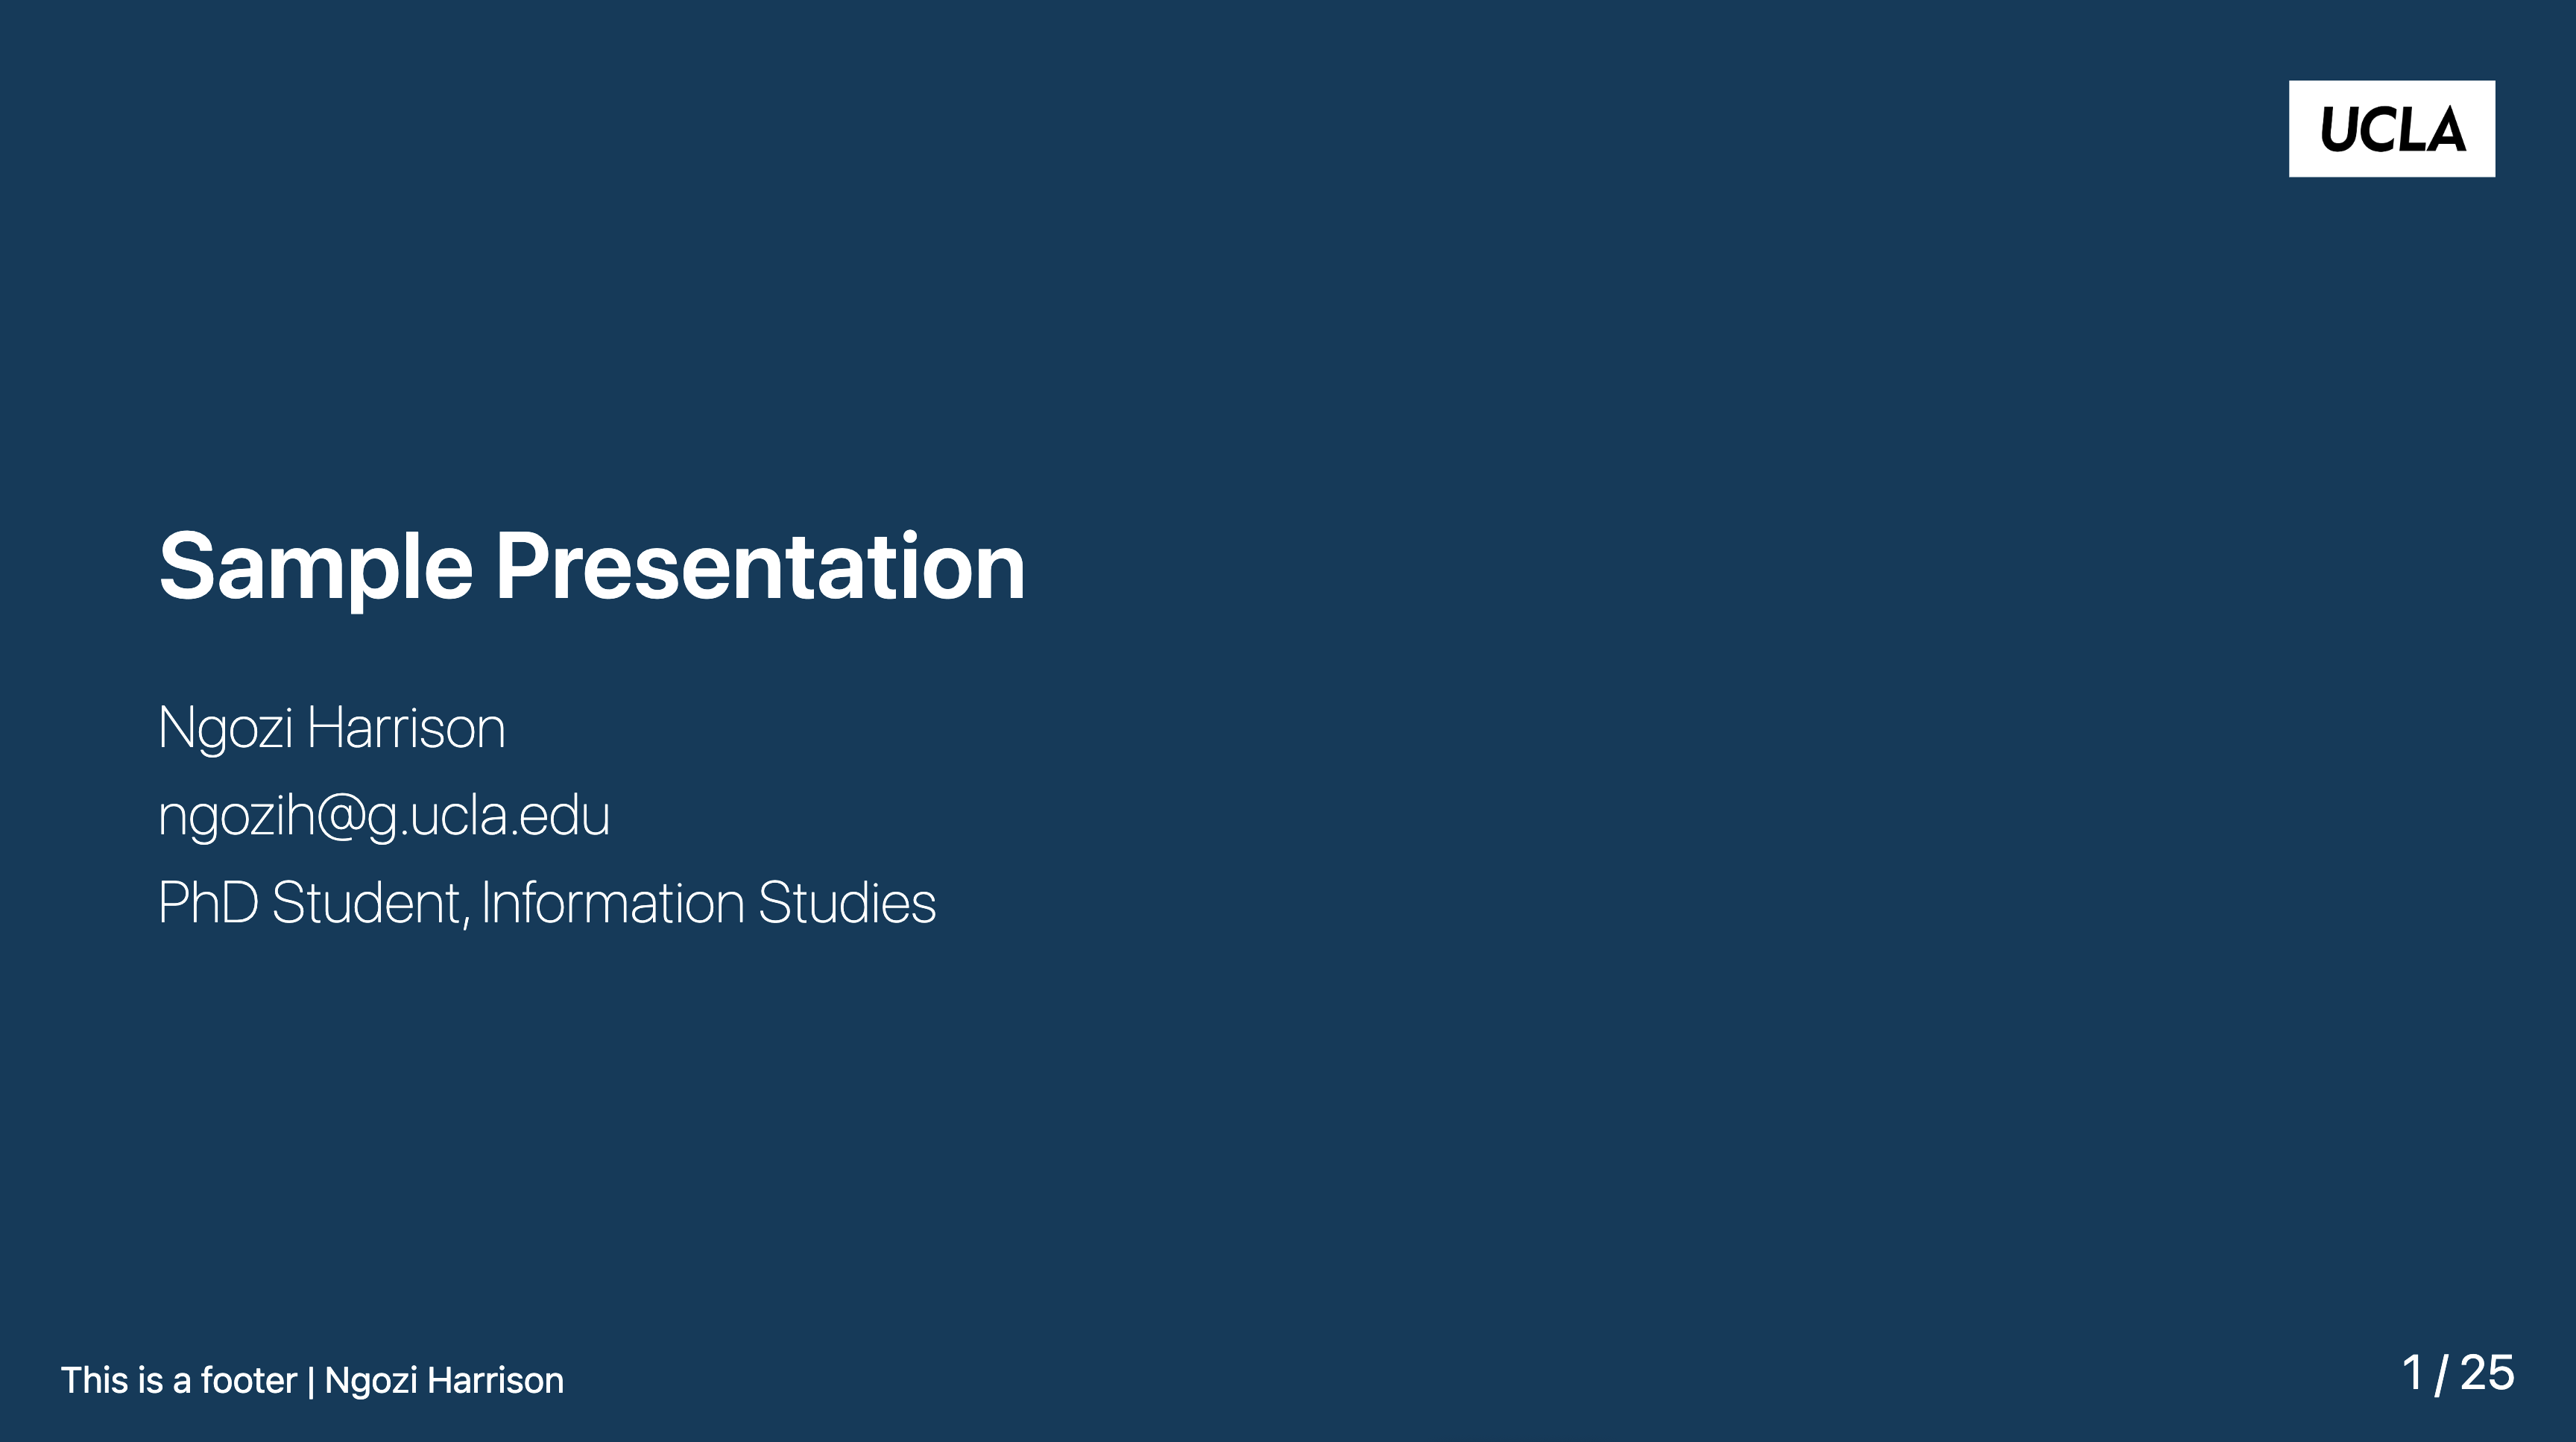 UCLA
Sample Presentation
Ngozi Harrison
ngozih@g.ucla.edu
PhD Student, Information Studies
This is a footer | Ngozi Harrison
1 / 25